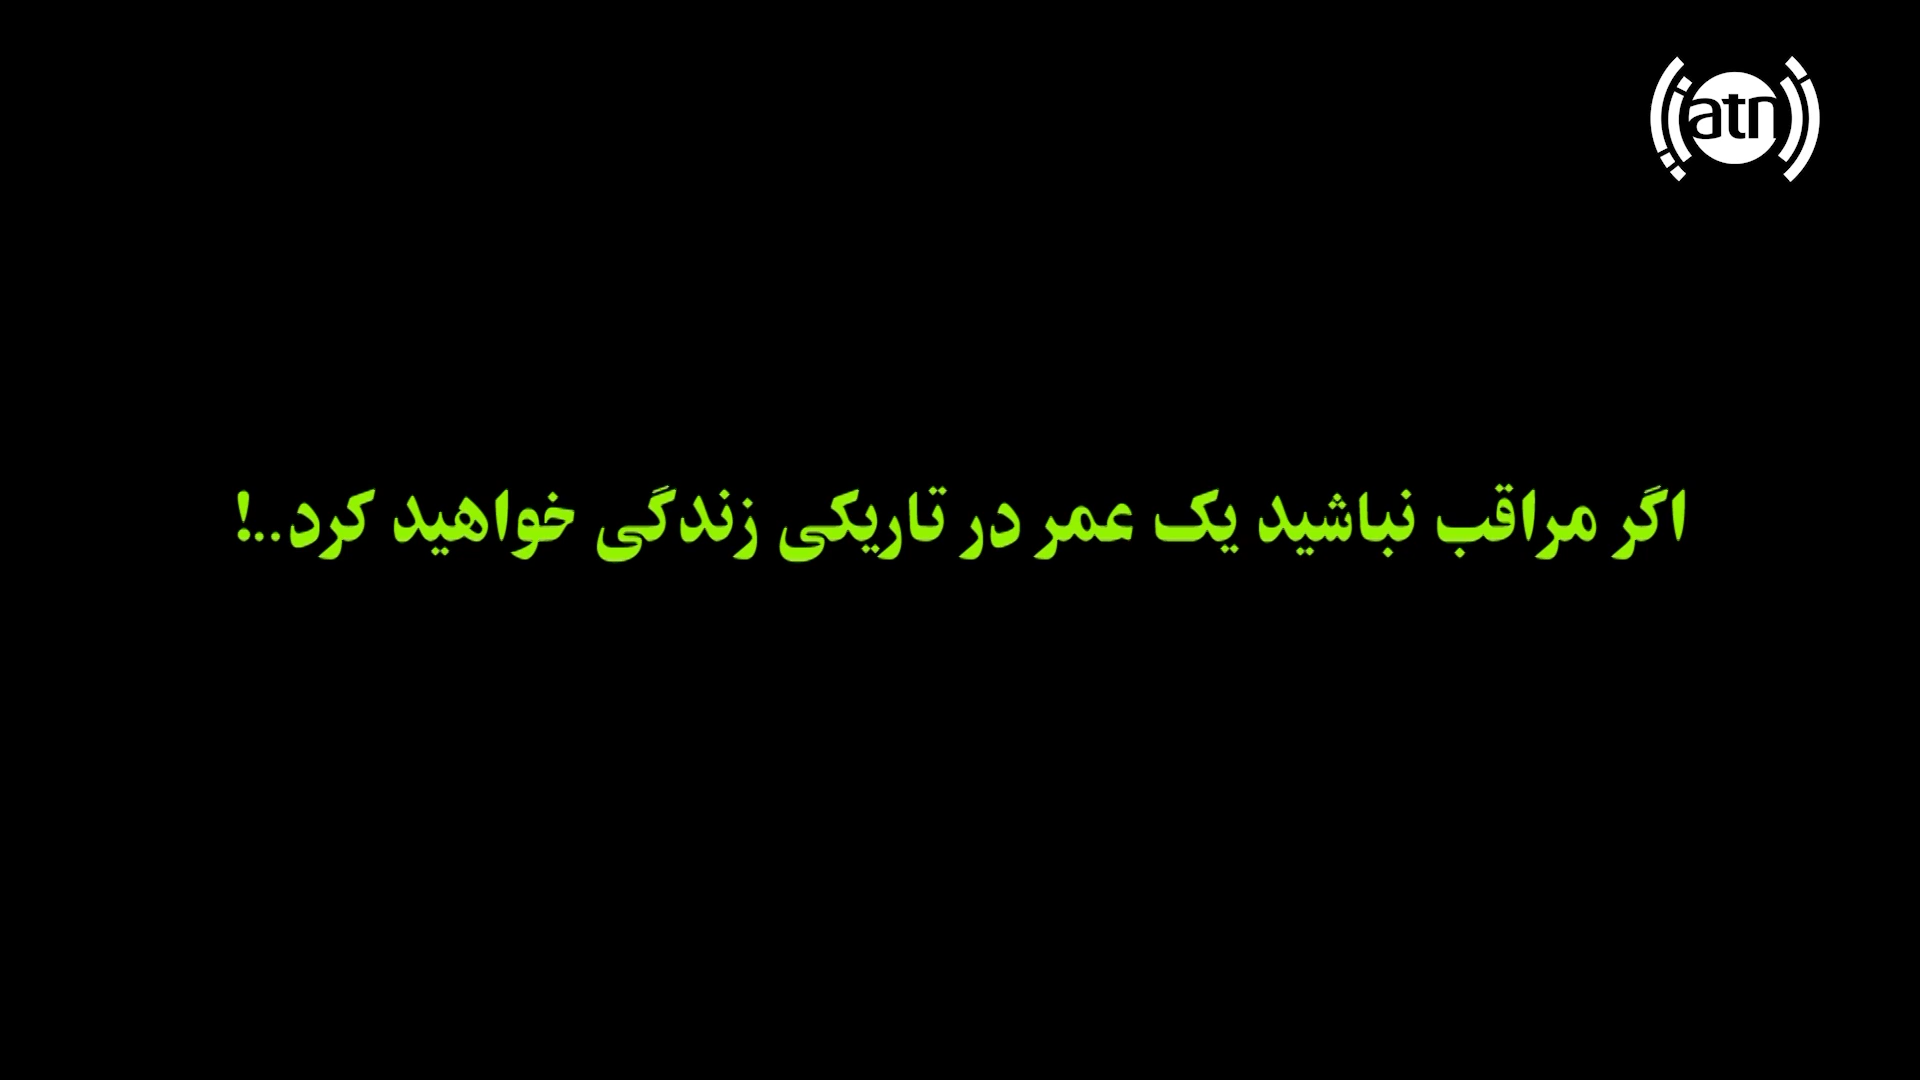 atn
اگر مراقب نباشید یک عمر در تاریکی زندگی خواهید کرد..!